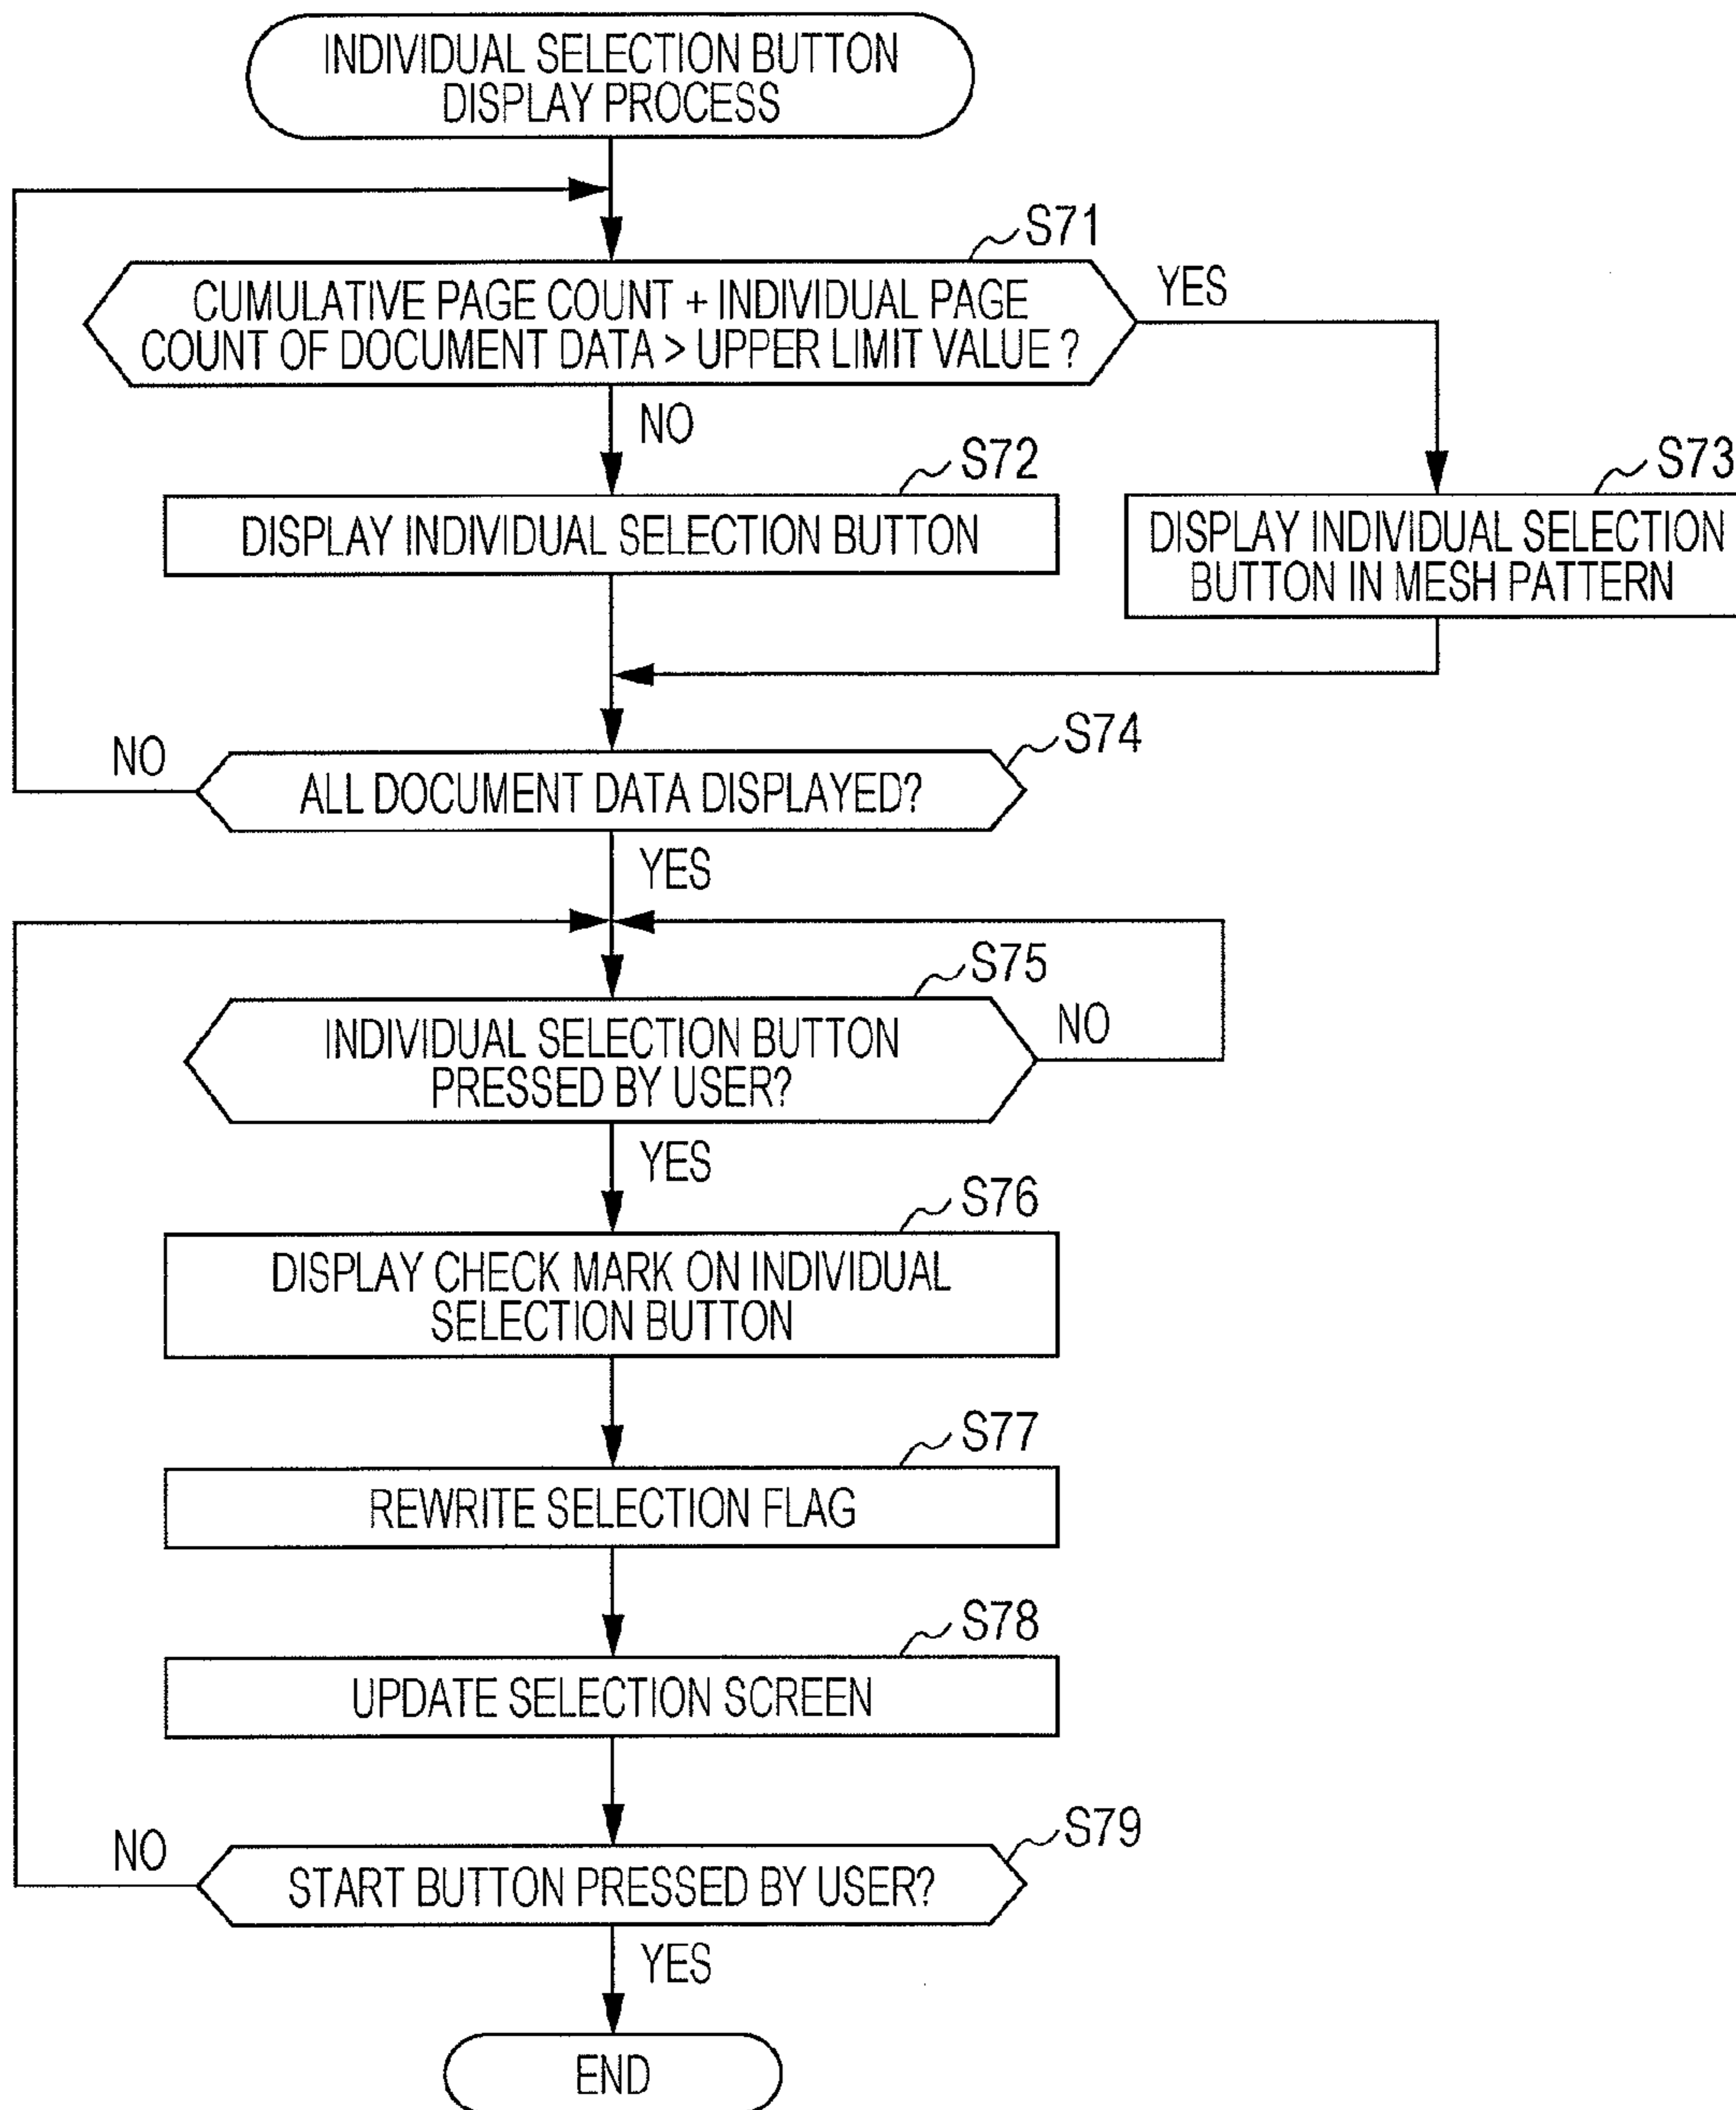 INDIVIDUAL SELECTION BUTTON
DISPLAY PROCESS
S71
CUMULATIVE PAGE COUNT + INDIVIDUAL PAGE
COUNT OF DOCUMENT DATA > UPPER LIMIT VALUE ?
YES
NO
S72
DISPLAY INDIVIDUAL SELECTION BUTTON
S73
DISPLAY INDIVIDUAL SELECTION
BUTTON IN MESH PATTERN
S74
NO
ALL DOCUMENT DATA DISPLAYED?
YES
S75
INDIVIDUAL SELECTION BUTTON
PRESSED BY USER?
NO
YES
S76
DISPLAY CHECK MARK ON INDIVIDUAL
SELECTION BUTTON
S77
REWRITE SELECTION FLAG
S78
UPDATE SELECTION SCREEN
S79
NO
START BUTTON PRESSED BY USER?
YES
END